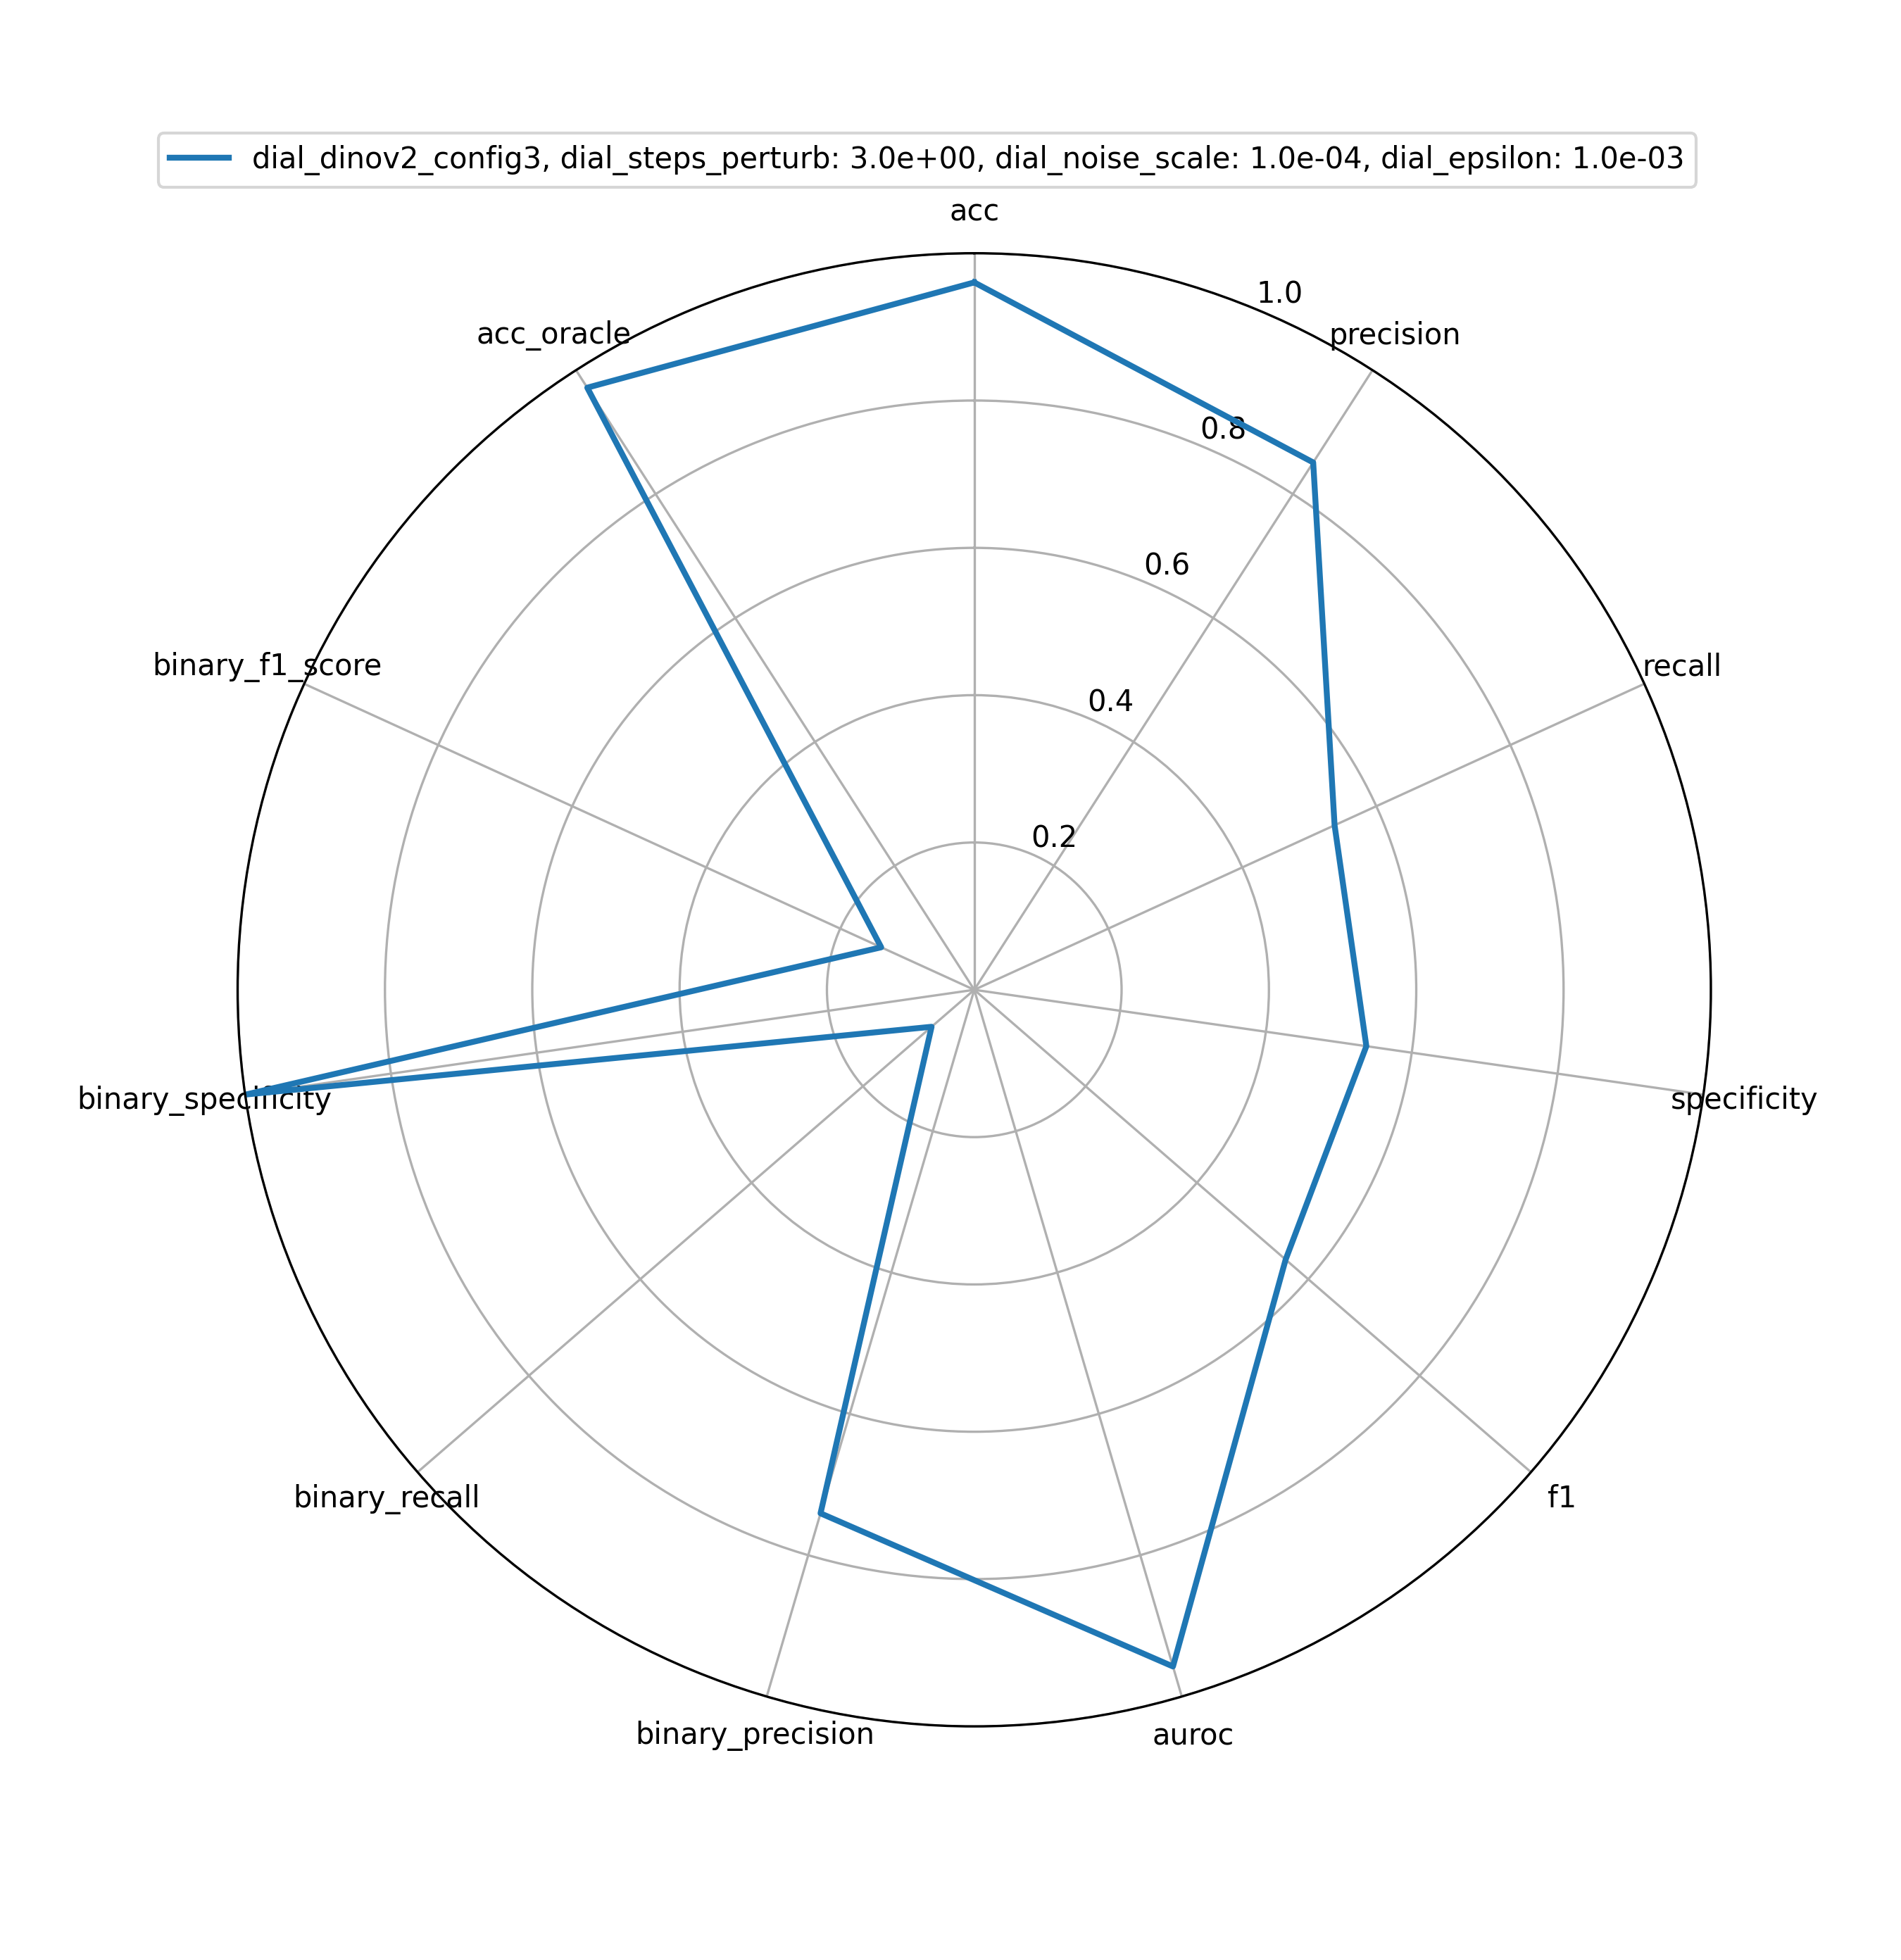 dial_dinov2_config3, dial_steps_perturb: 3.0e+00, dial_noise_scale: 1.0e-04, dial_epsilon: 1.0e-03
acc
1.0
acc_oracle
precision
0.8
0.6
binary_f1_score
recall
0.4
0.2
binary_specificity
specificity
binary_recall
f1
binary_precision
auroc